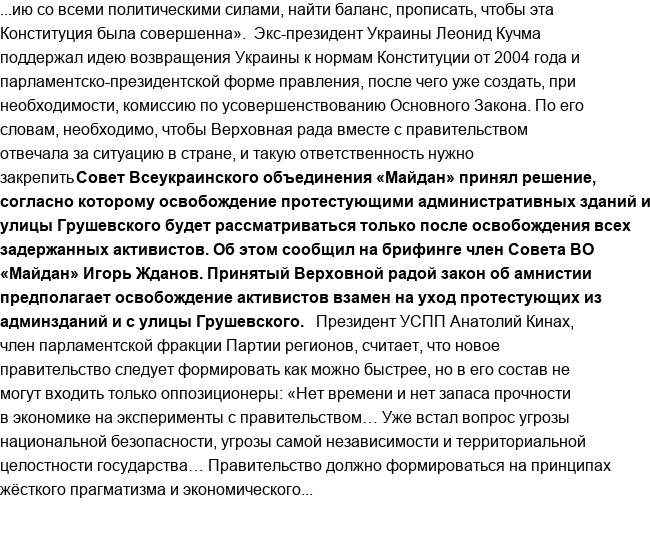 ...ию со всеми политическими силами, найти баланс, прописать, чтобы эта
Конституция была совершенна».  Экс-президент Украины Леонид Кучма
поддержал идею возвращения Украины к нормам Конституции от 2004 года и
парламентско-президентской форме правления, после чего уже создать, при
необходимости, комиссию по усовершенствованию Основного Закона. По его
словам, необходимо, чтобы Верховная рада вместе с правительством
отвечала за ситуацию в стране, и такую ответственность нужно
закрепить Совет Всеукраинского объединения «Майдан» принял решение,
согласно которому освобождение протестующими административных зданий и
улицы Грушевского будет рассматриваться только после освобождения всех
задержанных активистов. Об этом сообщил на брифинге член Совета ВО
«Майдан» Игорь Жданов. Принятый Верховной радой закон об амнистии
предполагает освобождение активистов взамен на уход протестующих из
админзданий и с улицы Грушевского.   Президент УСПП Анатолий Кинах,
член парламентской фракции Партии регионов, считает, что новое
правительство следует формировать как можно быстрее, но в его состав не
могут входить только оппозиционеры: «Нет времени и нет запаса прочности
в экономике на эксперименты с правительством… Уже встал вопрос угрозы
национальной безопасности, угрозы самой независимости и территориальной
целостности государства… Правительство должно формироваться на принципах
жёсткого прагматизма и экономического...